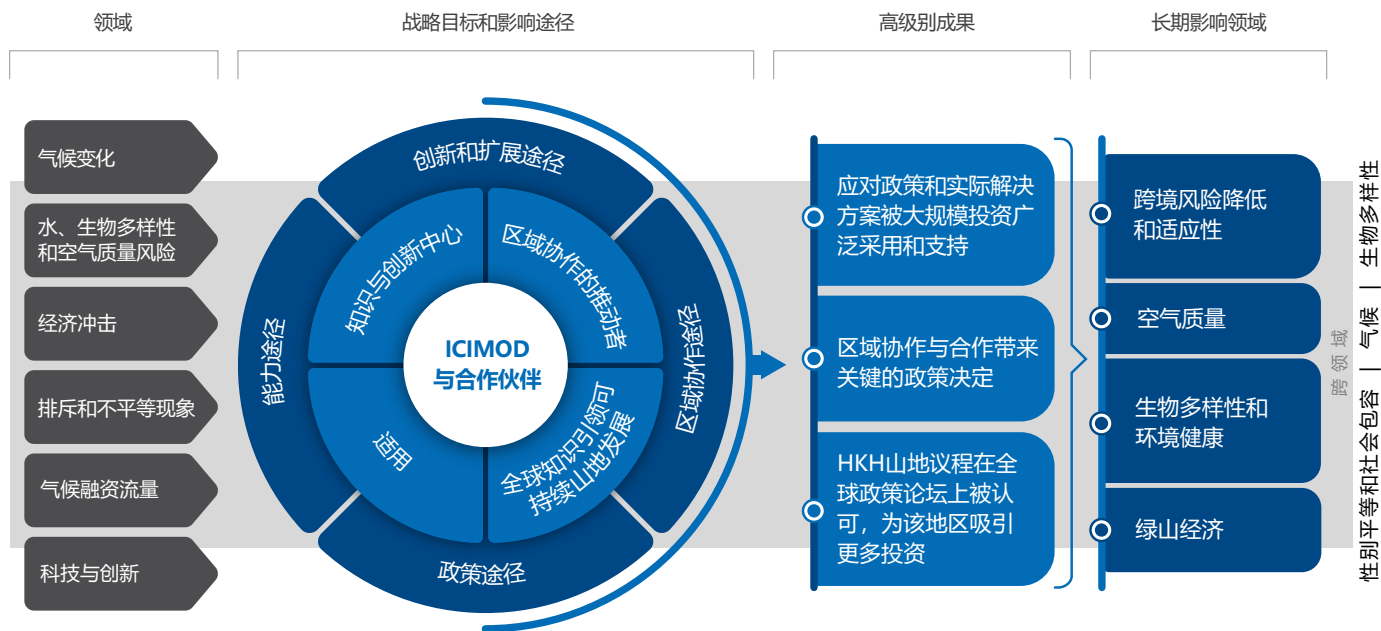 领域
战略目标和影响途径
高级别成果
长期影响领域
气候变化
水、生物多样性
和空气质量风险
经济冲击
排斥和不平等现象
气候融资流量
科技与创新
创新和扩展途径
能力途径
区域协作途径
政策途径
知识与创新中心
区域协作的推动者
适用
全球知识引领可
持续山地发展
ICIMOD
与合作伙伴
应对政策和实际解决
方案被大规模投资广
泛采用和支持
区域协作与合作带来
关键的政策决定
HKH山地议程在全
球政策论坛上被认
可，为该地区吸引
更多投资
跨境风险降低
和适应性
空气质量
生物多样性和
环境健康
绿山经济
跨领域
性别平等和社会包容 | 气候 | 生物多样性